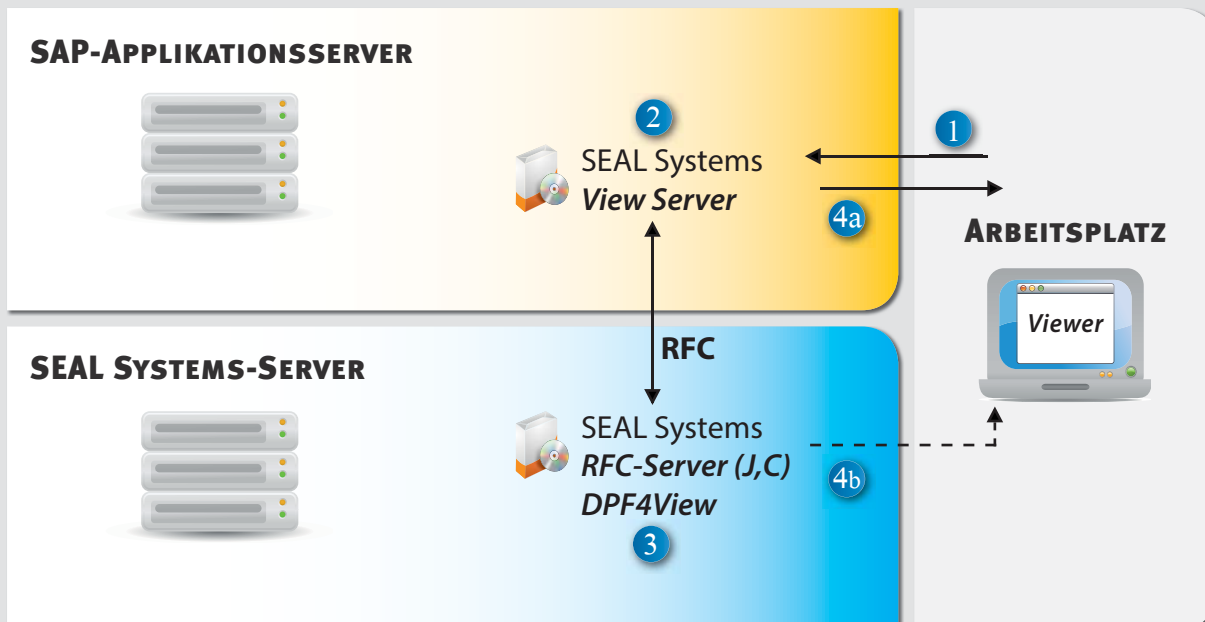 SAP-Applikationsserver
2
1
SEAL Systems
View Server
4a
Arbeitsplatz
Viewer
RFC
SEAL Systems-Server
SEAL Systems
RFC-Server (J,C)
DPF4View
4b
3